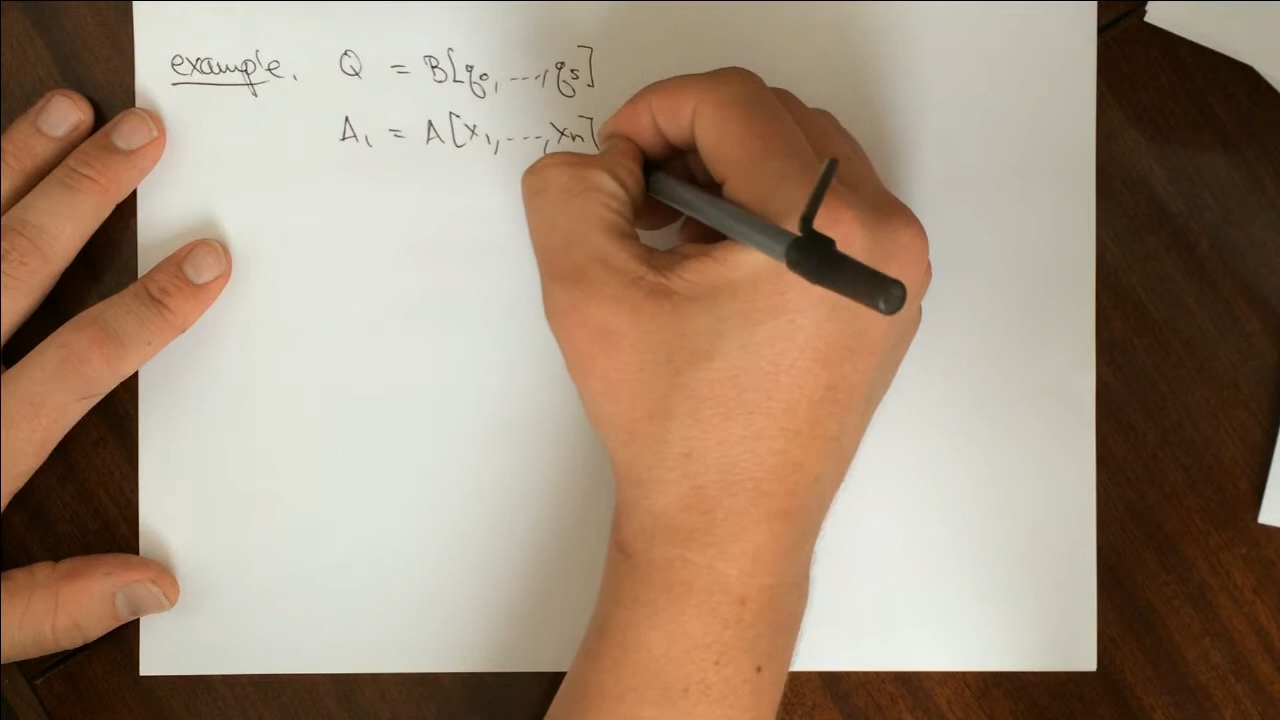 example. Q = B[q₀, ..., qₛ]
A₁ = A[x₁, ..., xₙ]